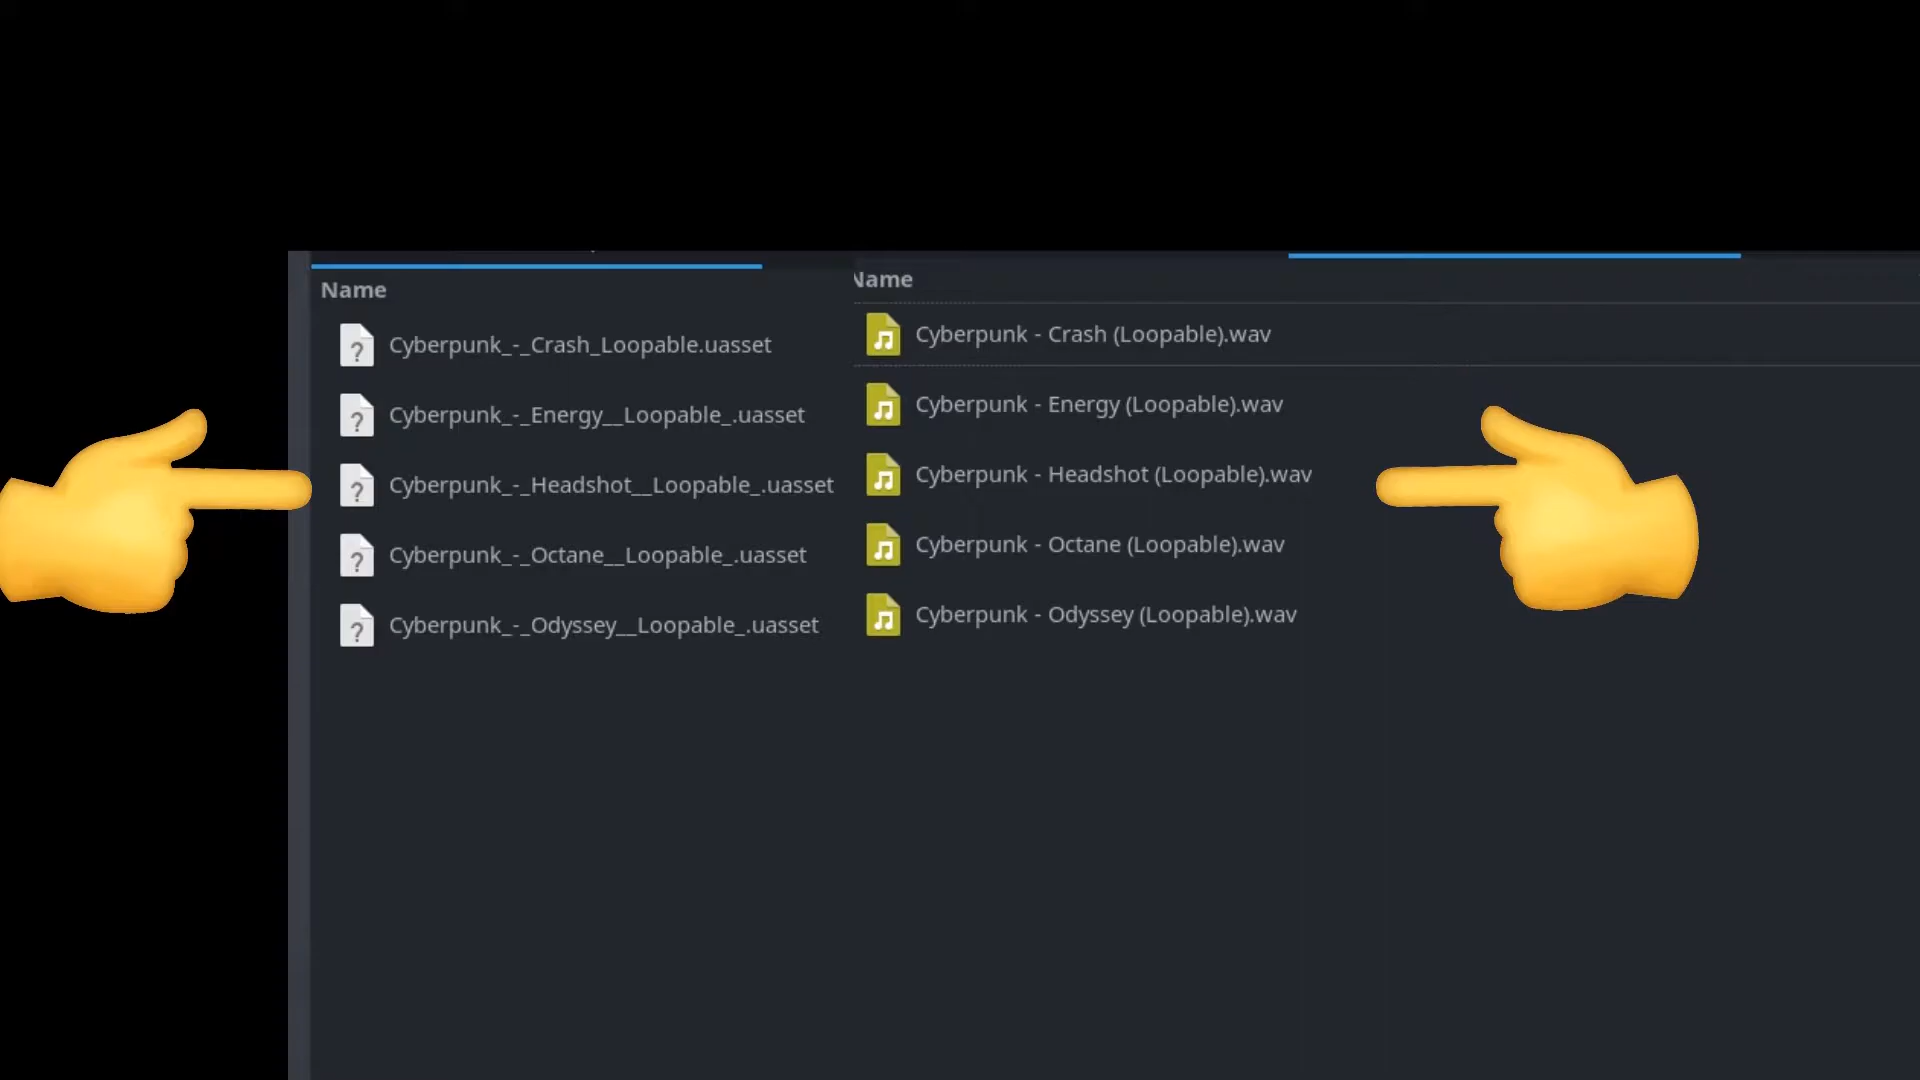 Name
Cyberpunk_-_Crash_Loopable.uasset
Cyberpunk_-_Energy__Loopable_.uasset
Cyberpunk_-_Headshot__Loopable_.uasset
Cyberpunk_-_Octane__Loopable_.uasset
Cyberpunk_-_Odyssey__Loopable_.uasset
Name
Cyberpunk - Crash (Loopable).wav
Cyberpunk - Energy (Loopable).wav
Cyberpunk - Headshot (Loopable).wav
Cyberpunk - Octane (Loopable).wav
Cyberpunk - Odyssey (Loopable).wav